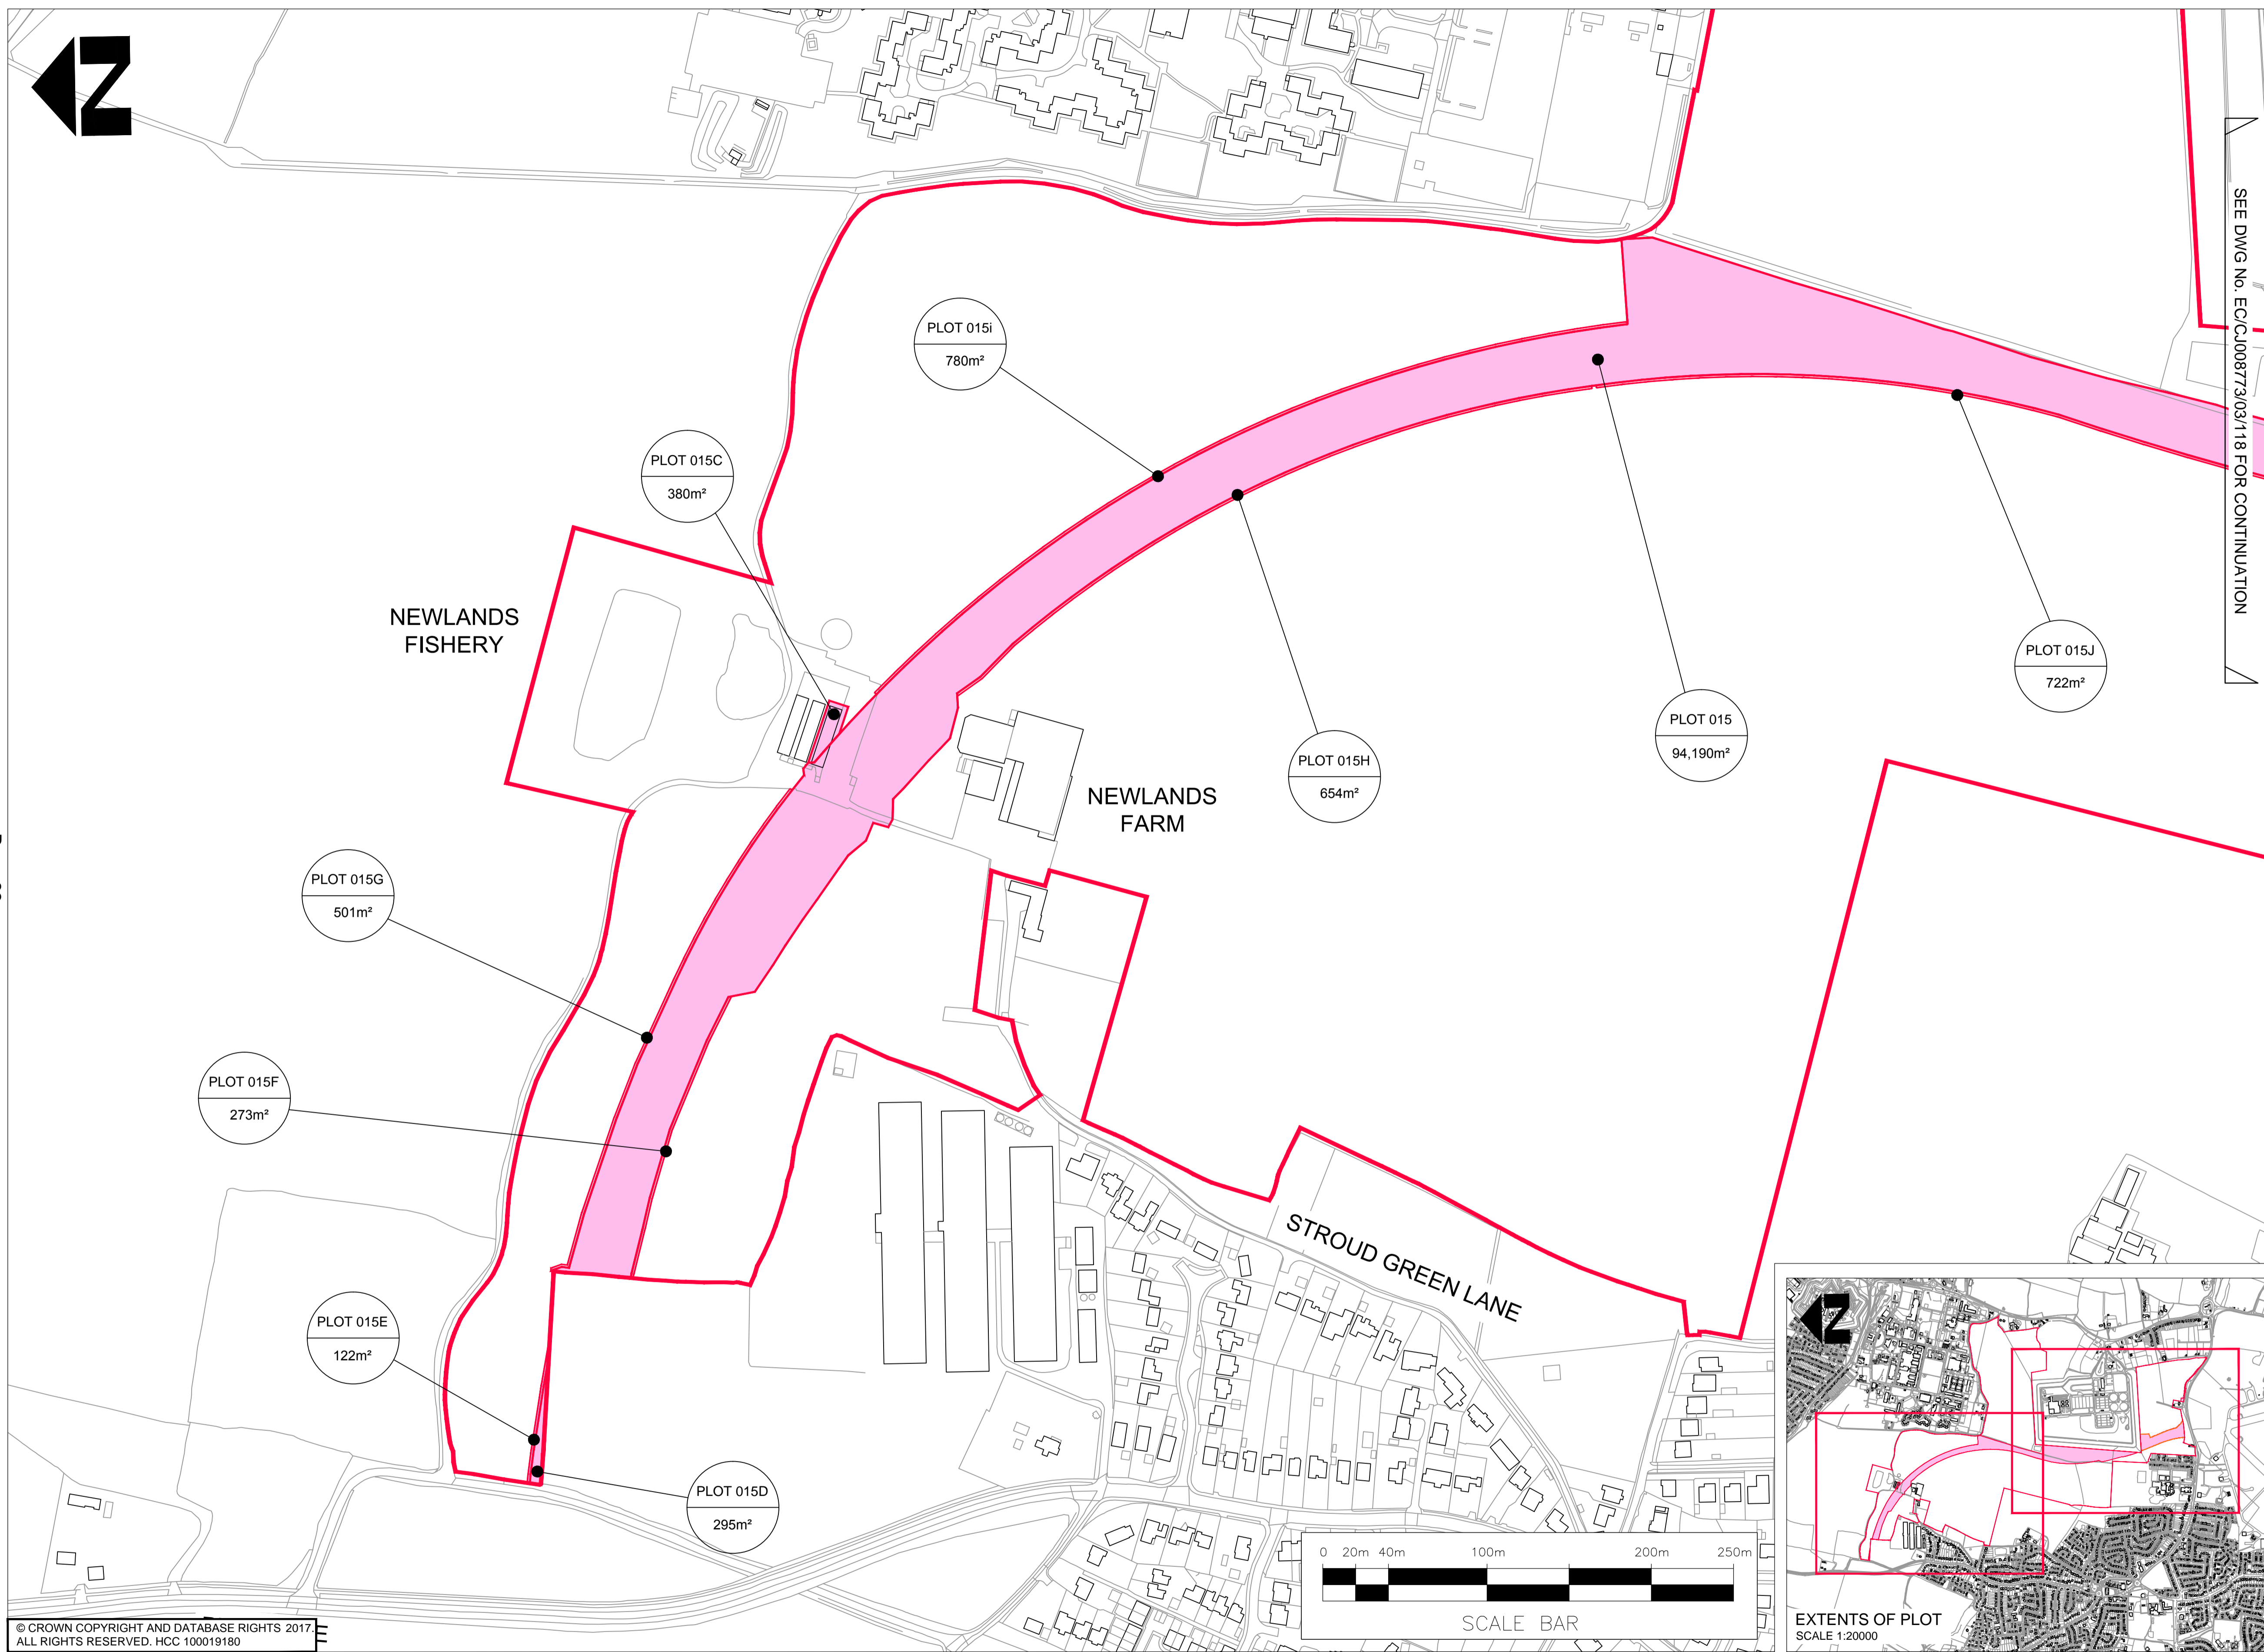 N
SEE DWG No. EC/CJ008773/03/118 FOR CONTINUATION
PLOT 015i
780m²
PLOT 015C
380m²
NEWLANDS
FISHERY
PLOT 015J
722m²
PLOT 015
94,190m²
PLOT 015H
654m²
NEWLANDS
FARM
PLOT 015G
501m²
PLOT 015F
273m²
STROUD GREEN LANE
PLOT 015E
122m²
PLOT 015D
295m²
0 20m 40m 100m 200m 250m
SCALE BAR
N
EXTENTS OF PLOT
SCALE 1:20000
© CROWN COPYRIGHT AND DATABASE RIGHTS 2017.
ALL RIGHTS RESERVED. HCC 100019180